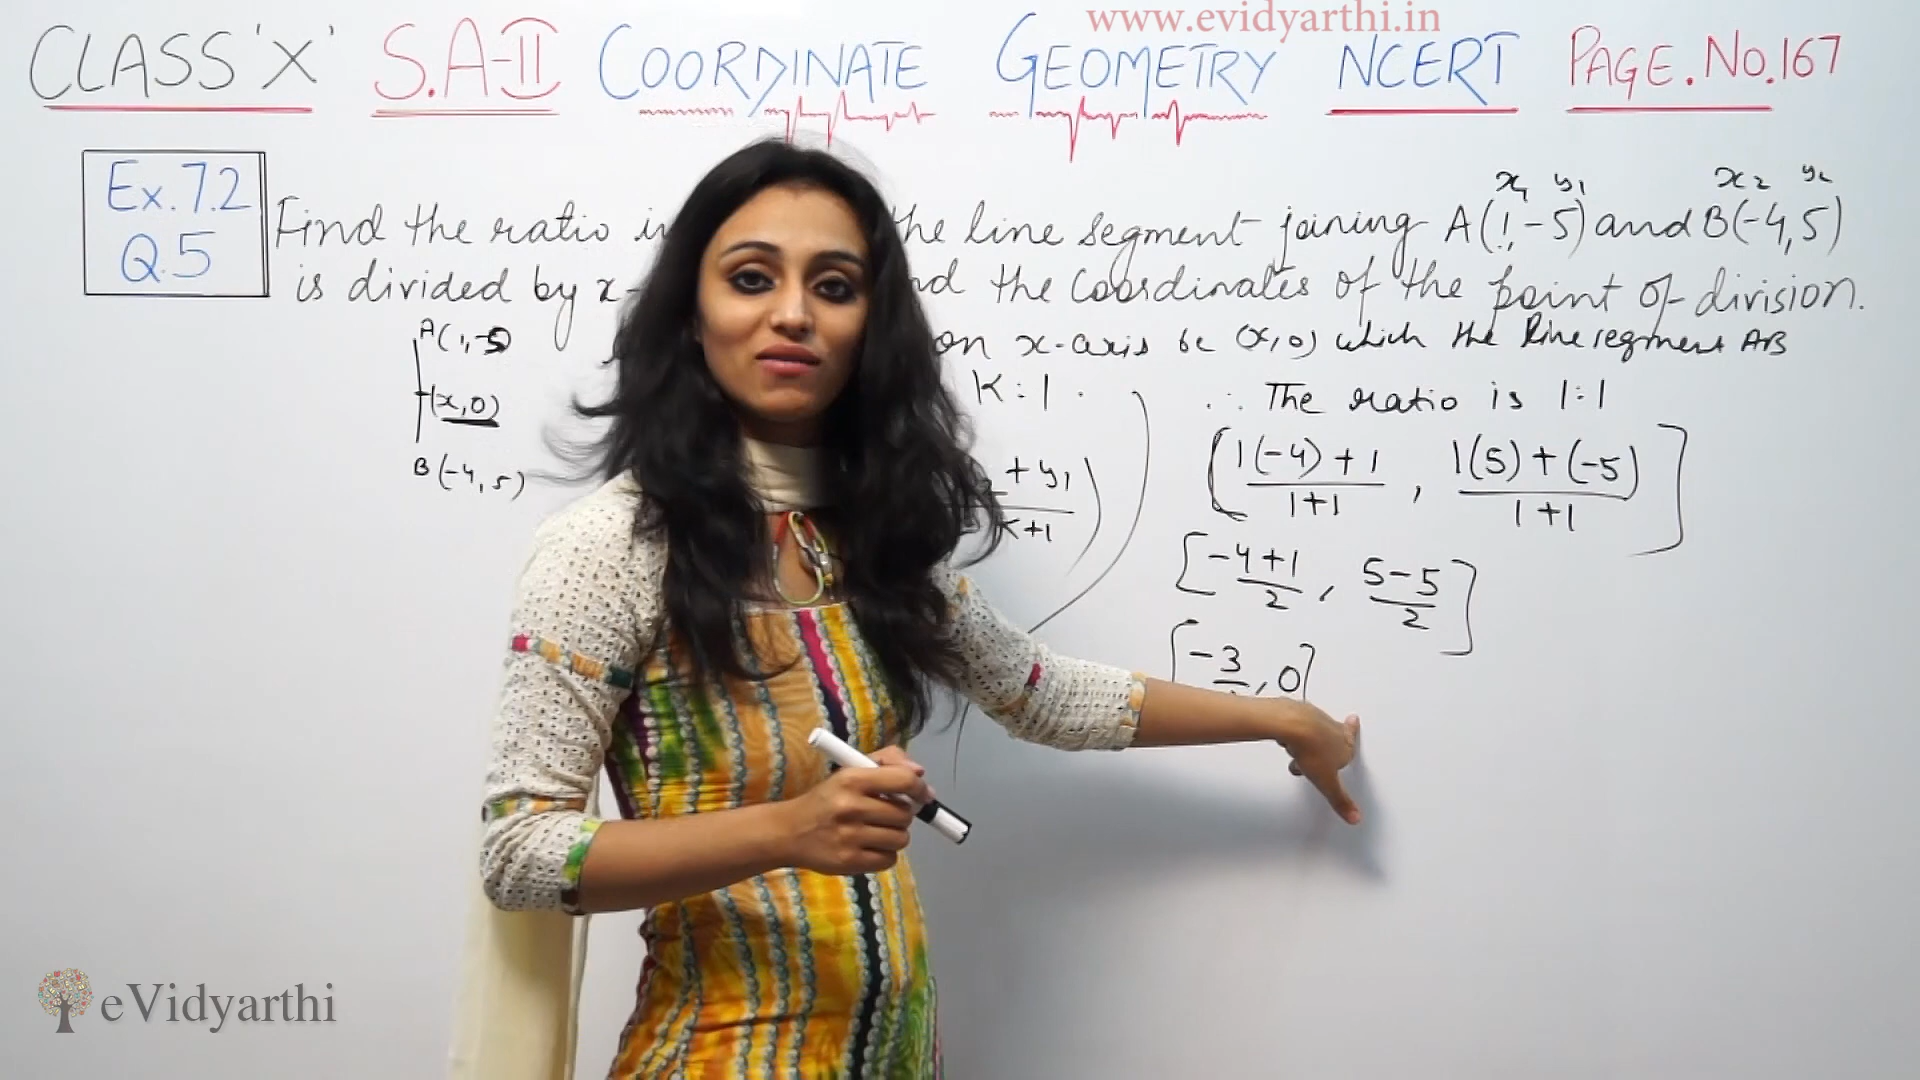 www.evidyarthi.in
CLASS 'X' S.A-II COORDINATE GEOMETRY NCERT PAGE.No.167
Ex.7.2
Q.5
x₁ y₁ x₂ y₂
Find the ratio in the line segment joining A(1,-5) and B(-4,5)
is divided by x- the coordinates of the point of division.
A(1,-5)
on x-axis be (x,0) which the line segment AB
(x,0)
K:1.
∴ The ratio is 1:1
B(-4,5)
+y₁
K+1
(1(-4)+1/1+1, 1(5)+(-5)/1+1]
[-4+1/2, 5-5/2]
[-3/, 0]
eVidyarthi